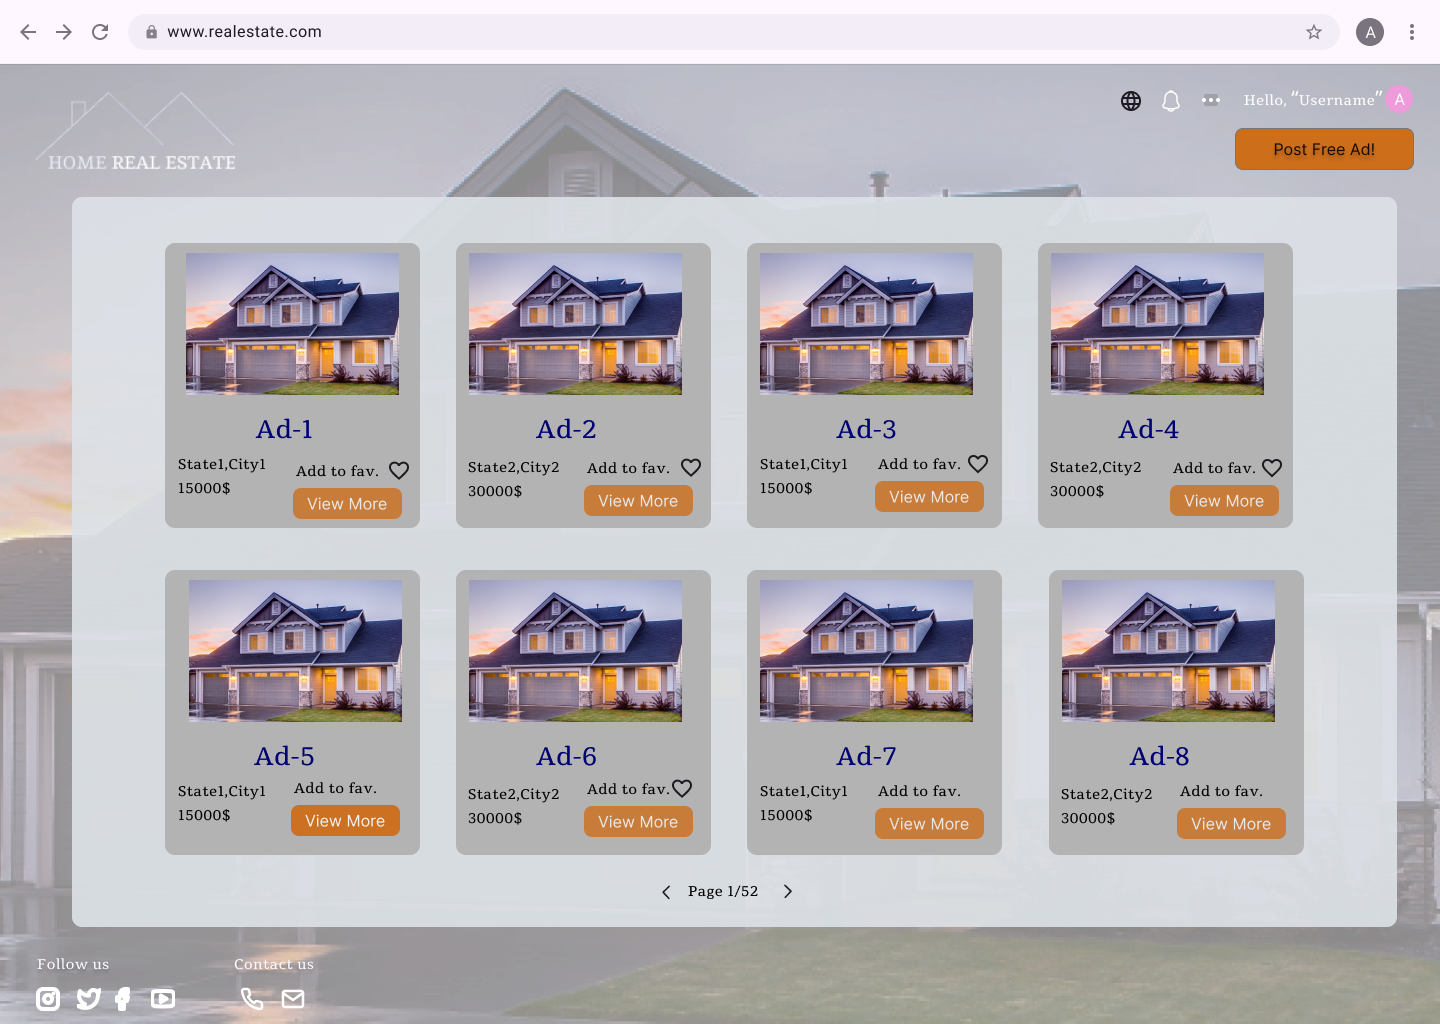 www.realestate.com
A
HOME REAL ESTATE
Hello, “Username”
A
Post Free Ad!
Ad-1
State1,City1
15000$
Add to fav.
View More
Ad-2
State2,City2
30000$
Add to fav.
View More
Ad-3
State1,City1
15000$
Add to fav.
View More
Ad-4
State2,City2
30000$
Add to fav.
View More
Ad-5
State1,City1
15000$
Add to fav.
View More
Ad-6
State2,City2
30000$
Add to fav.
View More
Ad-7
State1,City1
15000$
Add to fav.
View More
Ad-8
State2,City2
30000$
Add to fav.
View More
Page 1/52
Follow us
Contact us